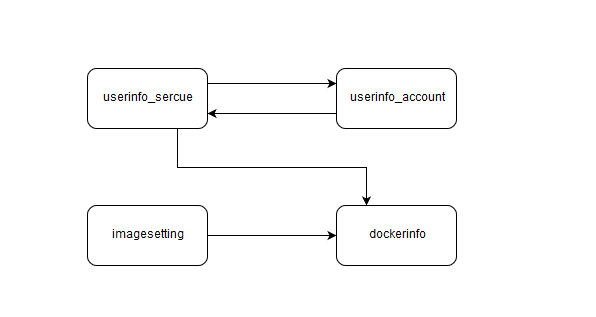 userinfo_sercue
userinfo_account
imagesetting
dockerinfo